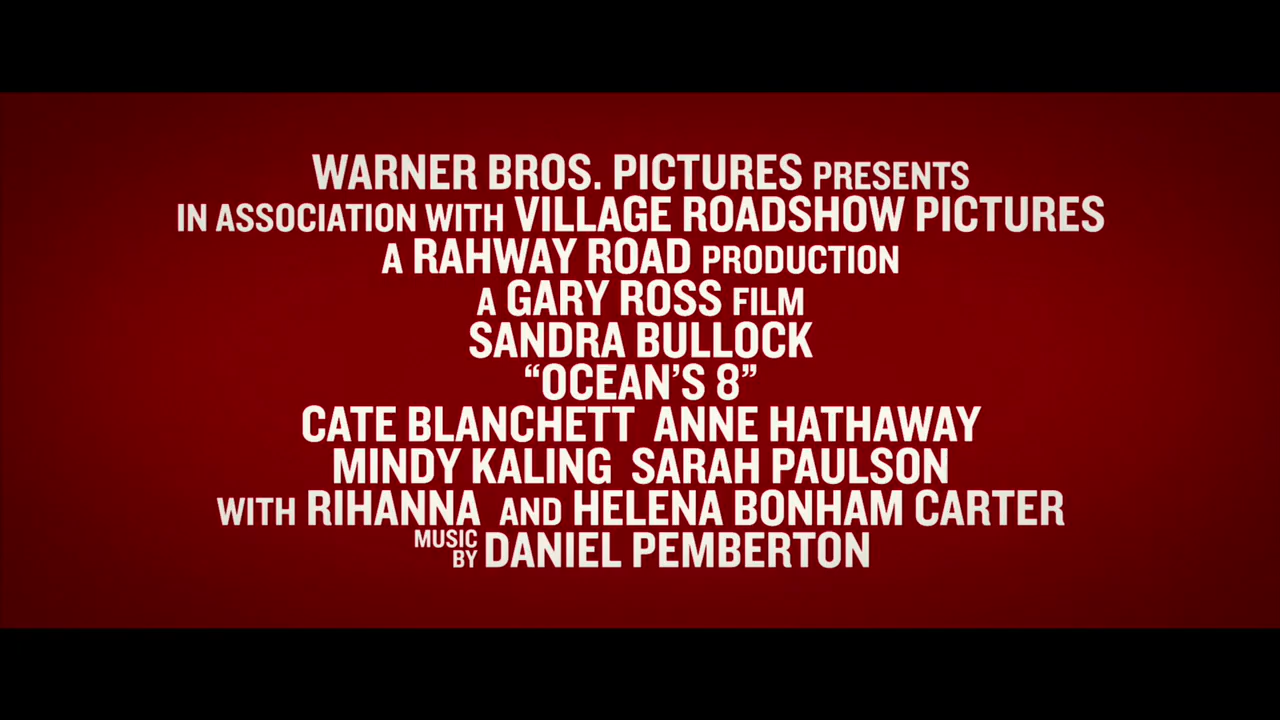 WARNER BROS. PICTURES PRESENTS
IN ASSOCIATION WITH VILLAGE ROADSHOW PICTURES
A RAHWAY ROAD PRODUCTION
A GARY ROSS FILM
SANDRA BULLOCK
“OCEAN’S 8”
CATE BLANCHETT ANNE HATHAWAY
MINDY KALING SARAH PAULSON
WITH RIHANNA AND HELENA BONHAM CARTER
MUSIC BY DANIEL PEMBERTON